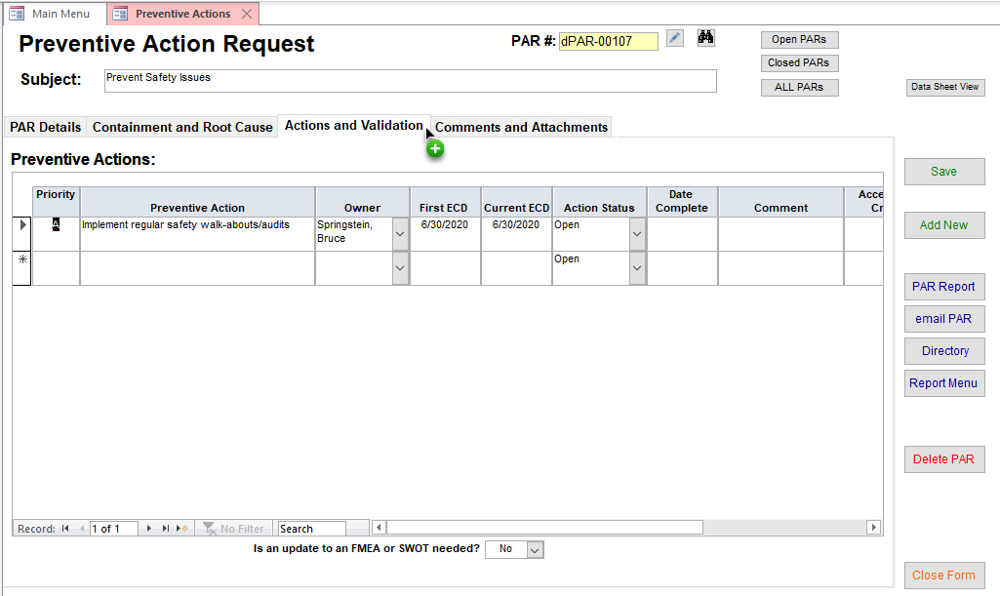 Main Menu
Preventive Actions
Preventive Action Request
PAR #: dPAR-00107
Open PARs
Closed PARs
ALL PARs
Subject: Prevent Safety Issues
Data Sheet View
PAR Details
Containment and Root Cause
Actions and Validation
Comments and Attachments
Preventive Actions:
Priority
Preventive Action
Owner
First ECD
Current ECD
Action Status
Date
Complete
Comment
Acce
Cr
A
Implement regular safety walk-abouts/audits
Springstein,
Bruce
6/30/2020
6/30/2020
Open
Open
Record:
1 of 1
No Filter
Search
Is an update to an FMEA or SWOT needed? No
Save
Add New
PAR Report
email PAR
Directory
Report Menu
Delete PAR
Close Form